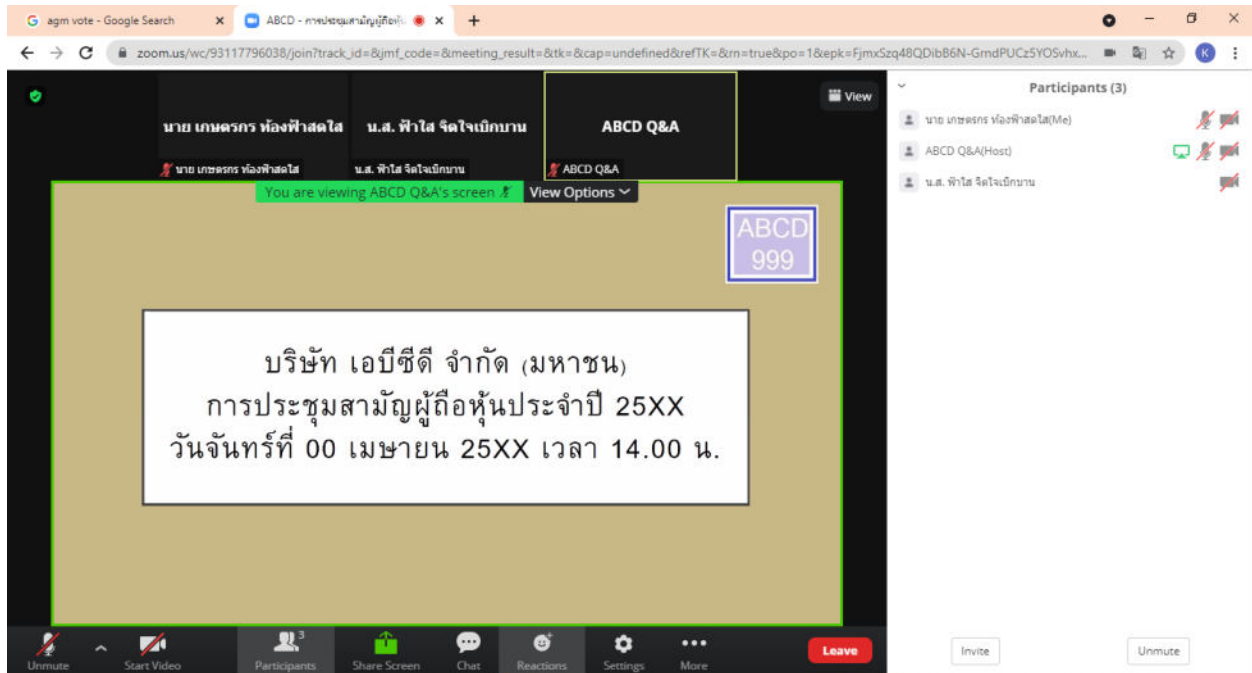 agm vote - Google Search
ABCD - การประชุมสามัญผู้ถือหุ้
zoom.us/wc/93117796038/join?track_id=&jmf_code=&meeting_result=&tk=&cap=undefined&refTK=&rn=true&po=1&epk=FjmxSzq48QDibB6N-GrndPUCz5YOSvhx...
K
นาย เกษตรกร ท้องฟ้าสดใส
น.ส. ฟ้าใส จิตใจเบิกบาน
ABCD Q&A
View
นาย เกษตรกร ท้องฟ้าสดใส
น.ส. ฟ้าใส จิตใจเบิกบาน
ABCD Q&A
You are viewing ABCD Q&A's screen
View Options
ABCD
999
บริษัท เอบีซีดี จำกัด (มหาชน)
การประชุมสามัญผู้ถือหุ้นประจำปี 25XX
วันจันทร์ที่ 00 เมษายน 25XX เวลา 14.00 น.
Unmute
Start Video
3
Participants
Share Screen
Chat
Reactions
Settings
More
Leave
Participants (3)
นาย เกษตรกร ท้องฟ้าสดใส(Me)
ABCD Q&A(Host)
น.ส. ฟ้าใส จิตใจเบิกบาน
Invite
Unmute